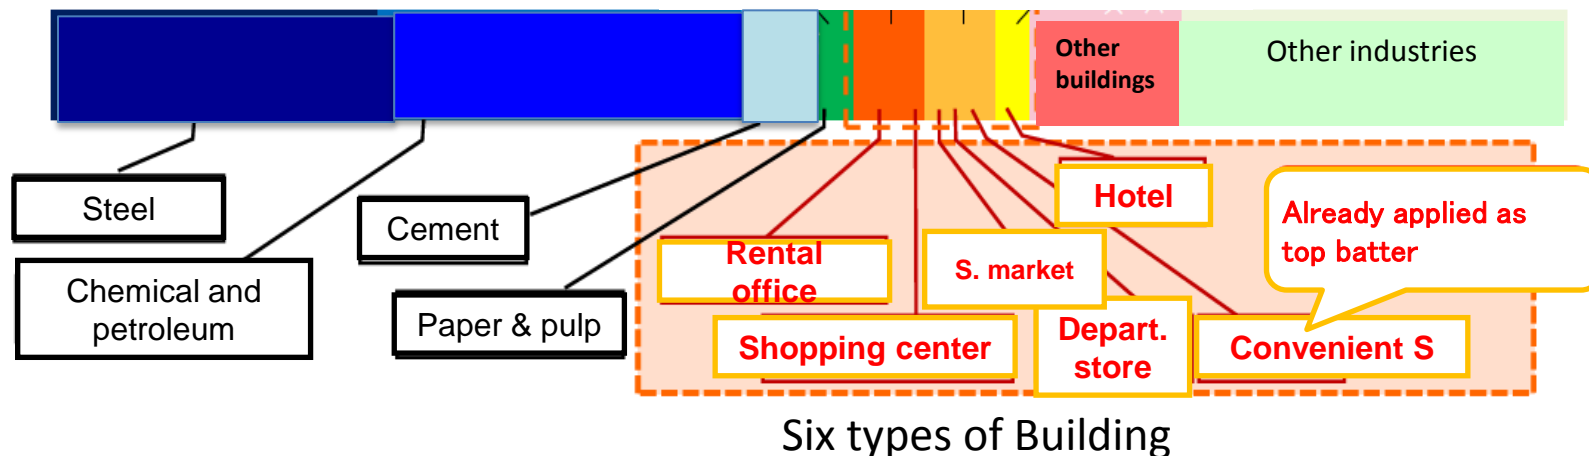 Other
buildings
Other industries
Steel
Cement
Hotel
Already applied as
top batter
Rental
office
S. market
Chemical and
petroleum
Paper & pulp
Shopping center
Depart.
store
Convenient S
Six types of Building